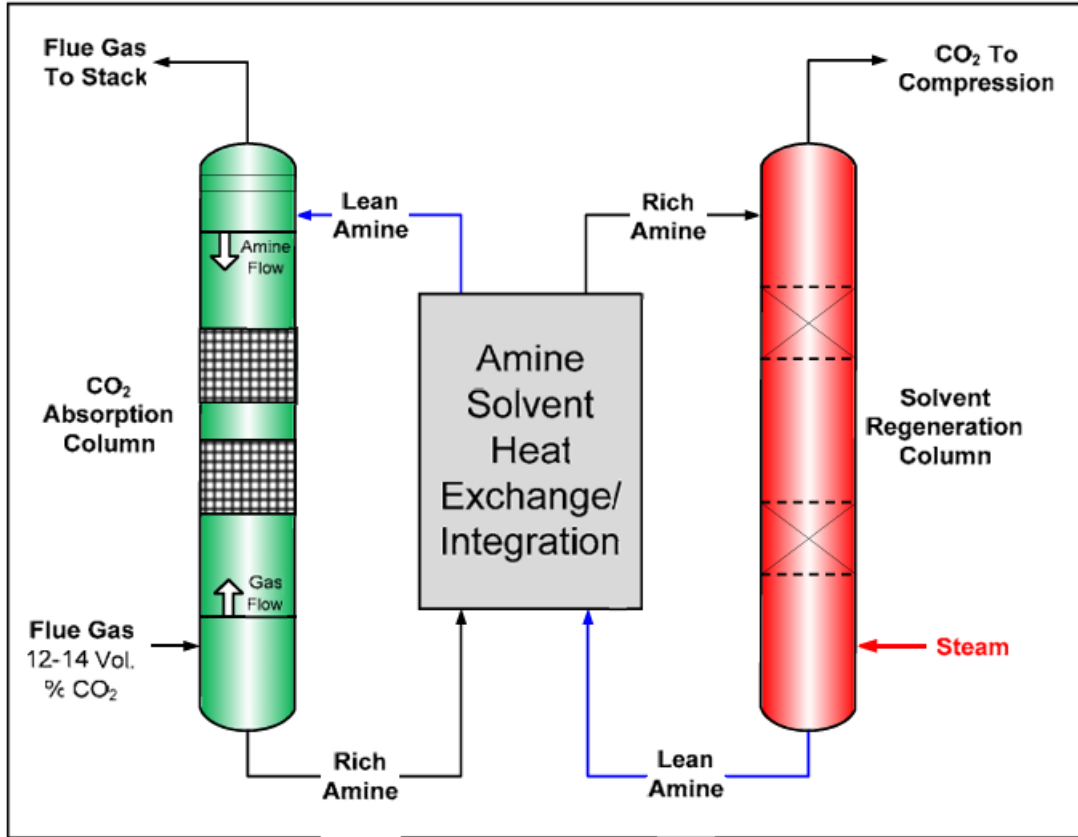 Flue Gas
To Stack
CO₂ To
Compression
Lean
Amine
Rich
Amine
Amine
Flow
Amine
Solvent
Heat
Exchange/
Integration
CO₂
Absorption
Column
Solvent
Regeneration
Column
Gas
Flow
Flue Gas
12-14 Vol.
% CO₂
Steam
Rich
Amine
Lean
Amine